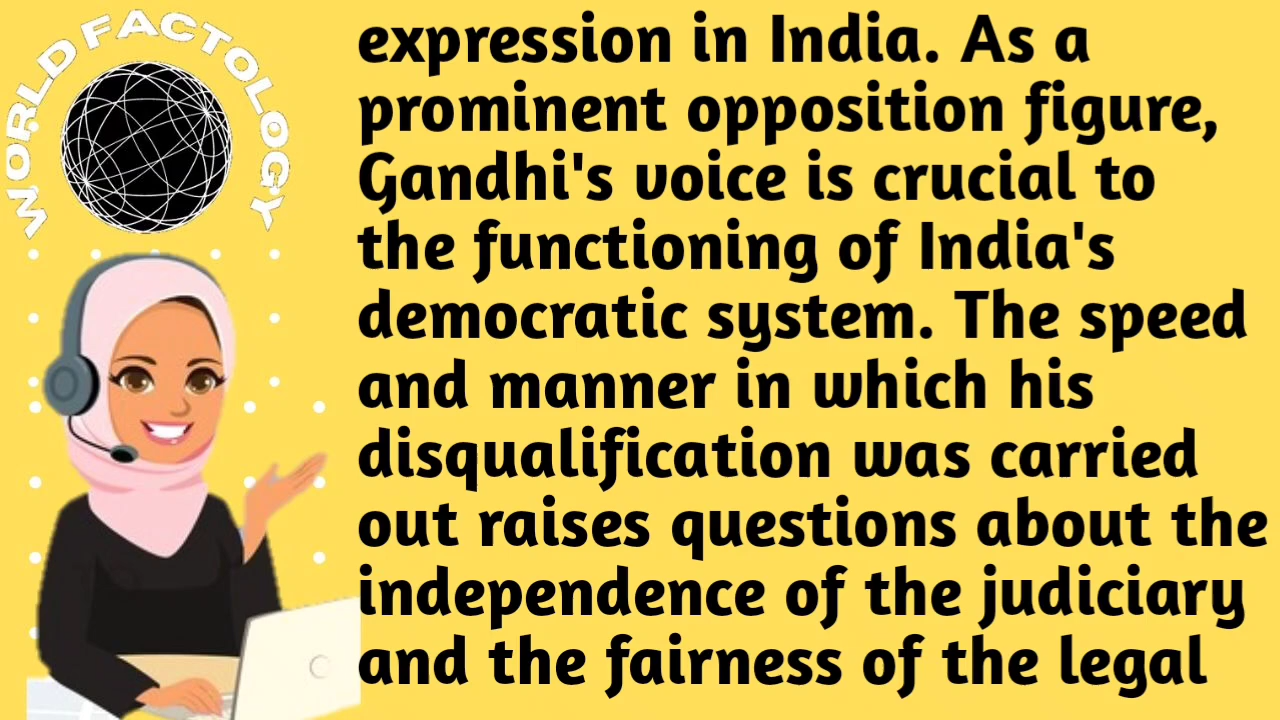 WORLD FACTOLOGY
expression in India. As a
prominent opposition figure,
Gandhi's voice is crucial to
the functioning of India's
democratic system. The speed
and manner in which his
disqualification was carried
out raises questions about the
independence of the judiciary
and the fairness of the legal